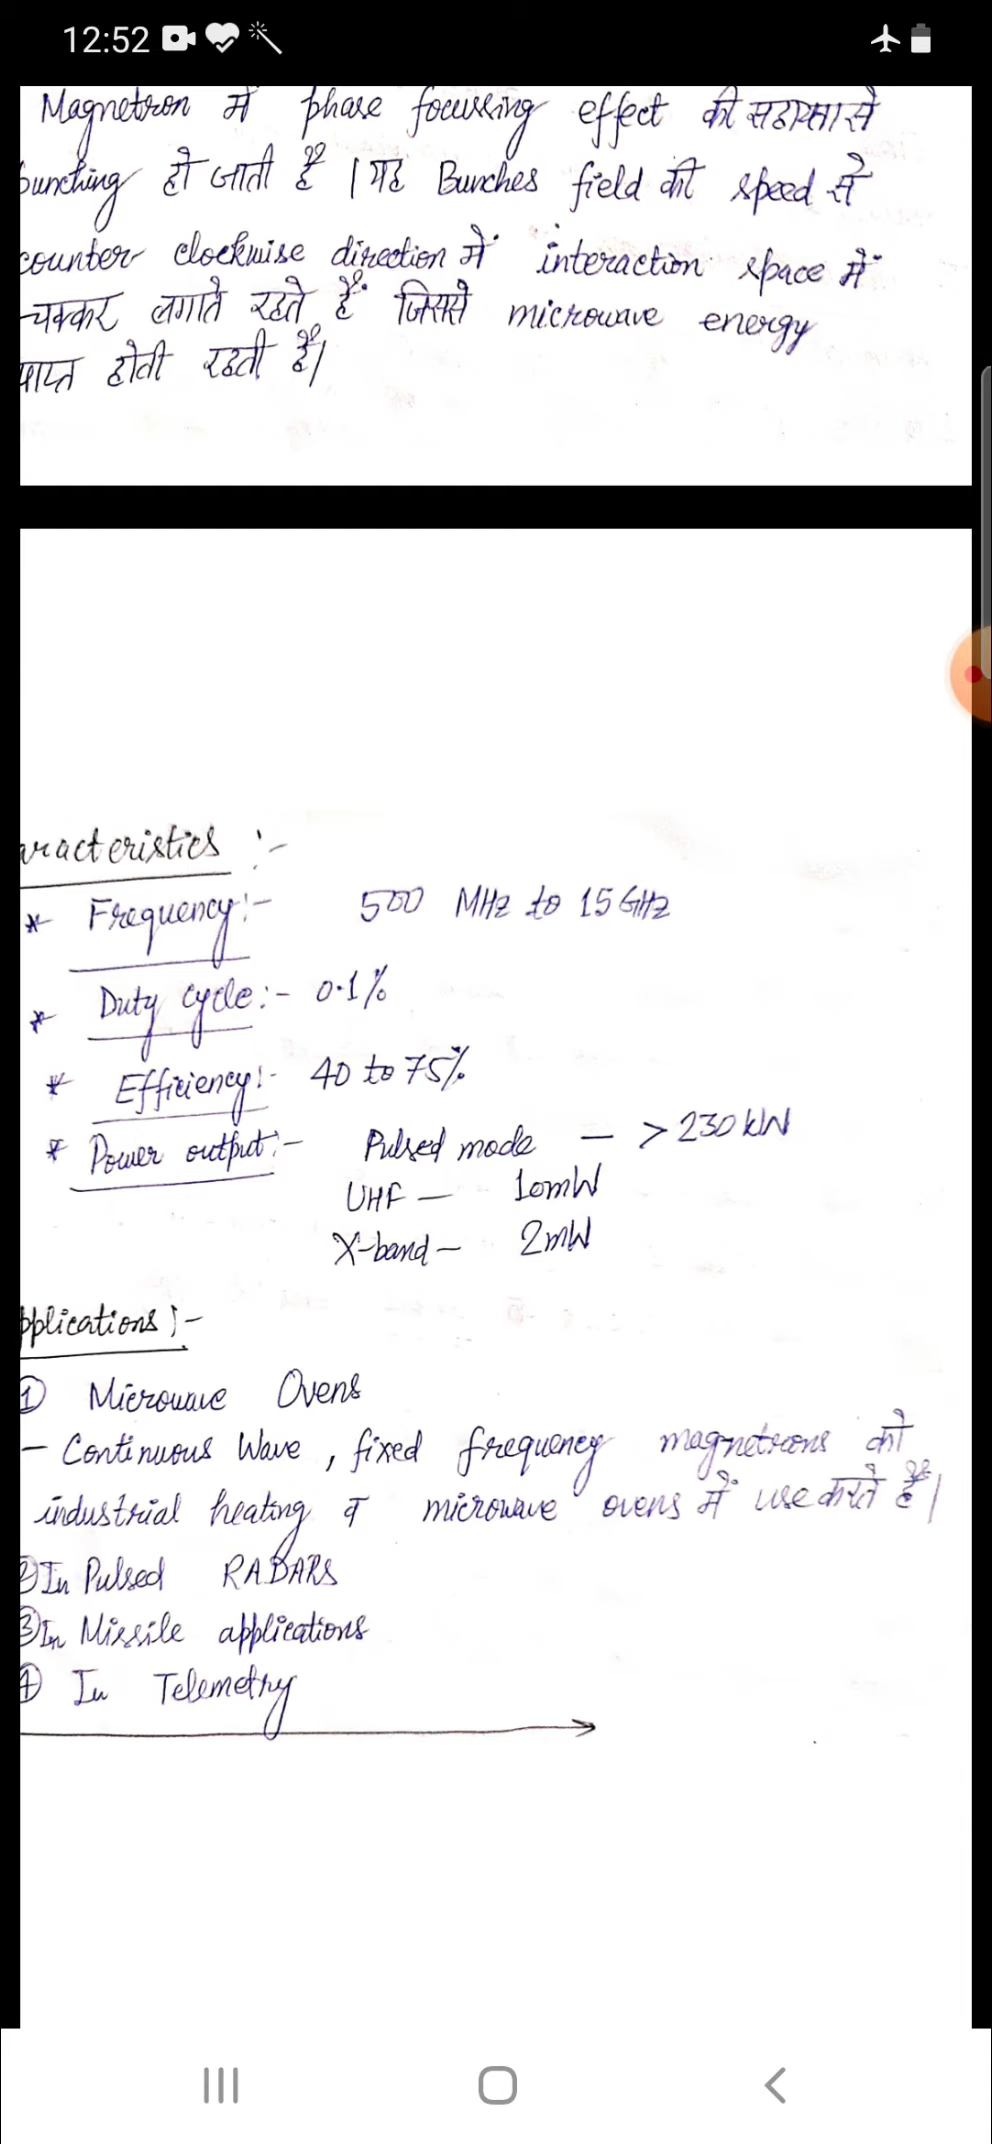 12:52
Magnetron में phase focussing effect की सहायता से
bunching हो जाती है । यह Bunches field की speed से
counter clockwise direction में interaction space में
चक्कर लगाते रहते हैं जिससे microwave energy
प्राप्त होती रहती है।
aracteristics :-
* Frequency:- 500 MHz to 15 GHz
* Duty cycle:- 0.1%
* Efficiency:- 40 to 75%
* Power output:- Pulsed mode - > 230 kW
UHF - 10mW
X-band - 2mW
pplications :-
① Microwave Ovens
- Continuous Wave, fixed frequency magnetrons को
industrial heating व microwave ovens में use करते हैं।
② In Pulsed RADARS
③ In Missile applications
④ In Telemetry